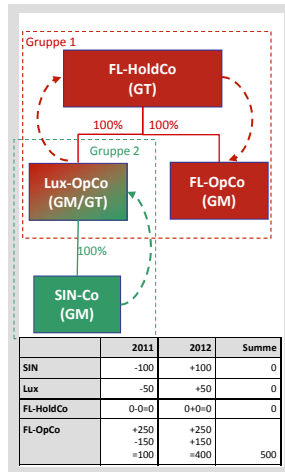 Gruppe 1
FL-HoldCo
(GT)
100%
100%
Gruppe 2
Lux-OpCo
(GM/GT)
FL-OpCo
(GM)
100%
SIN-Co
(GM)
2011 2012 Summe
SIN -100 +100 0
Lux -50 +50 0
FL-HoldCo 0-0=0 0+0=0 0
FL-OpCo +250 +250
-150 +150
=100 =400 500